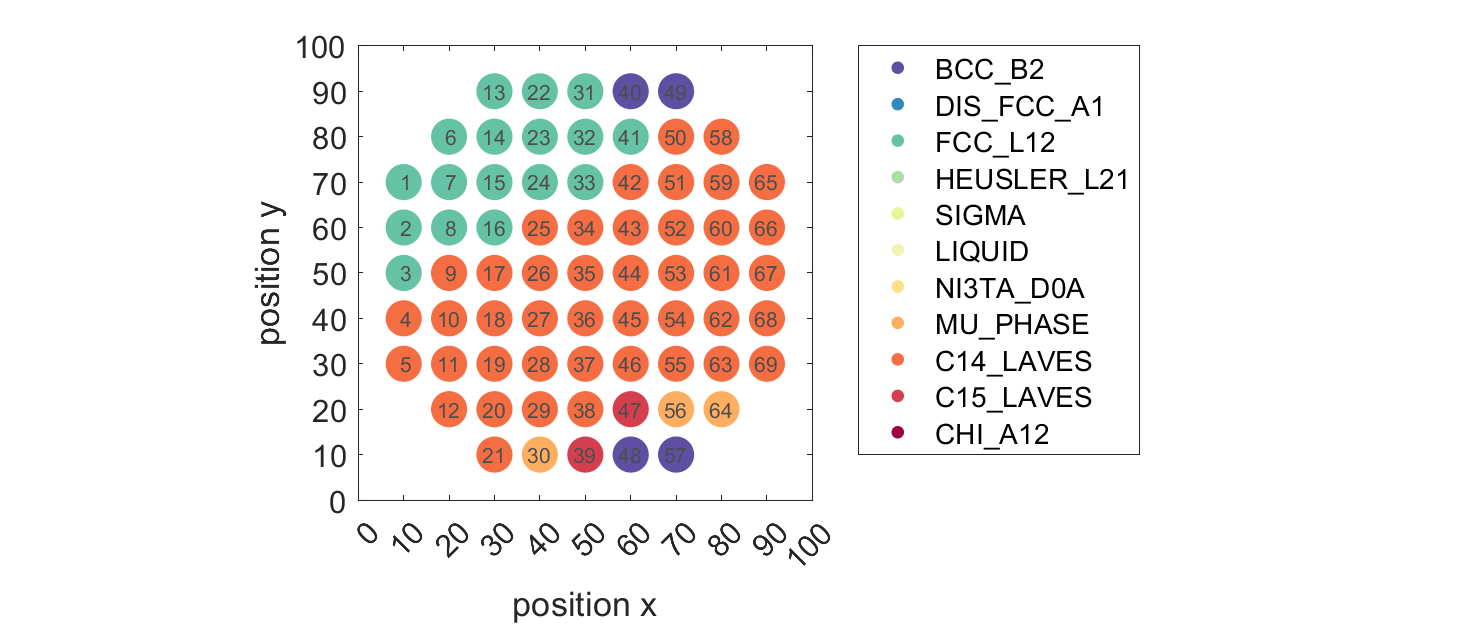 100
90
80
70
60
50
40
30
20
10
0
position y
13 22 31 40 49
6 14 23 32 41 50 58
1 7 15 24 33 42 51 59 65
2 8 16 25 34 43 52 60 66
3 9 17 26 35 44 53 61 67
4 10 18 27 36 45 54 62 68
5 11 19 28 37 46 55 63 69
12 20 29 38 47 56 64
21 30 39 48 57
0 10 20 30 40 50 60 70 80 90 100
position x
BCC_B2
DIS_FCC_A1
FCC_L12
HEUSLER_L21
SIGMA
LIQUID
NI3TA_D0A
MU_PHASE
C14_LAVES
C15_LAVES
CHI_A12